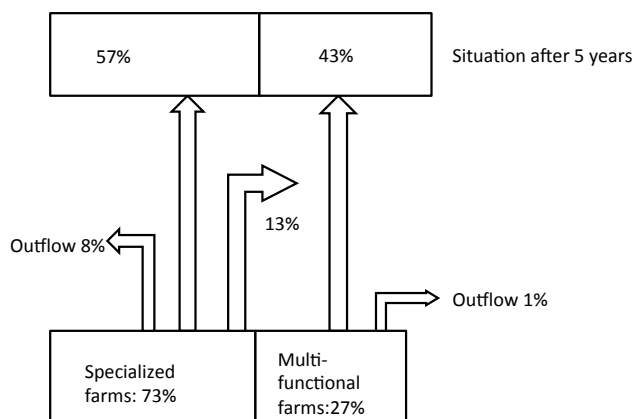 57%
43%
Situation after 5 years
13%
Outflow 8%
Outflow 1%
Specialized
farms: 73%
Multi-
functional
farms:27%